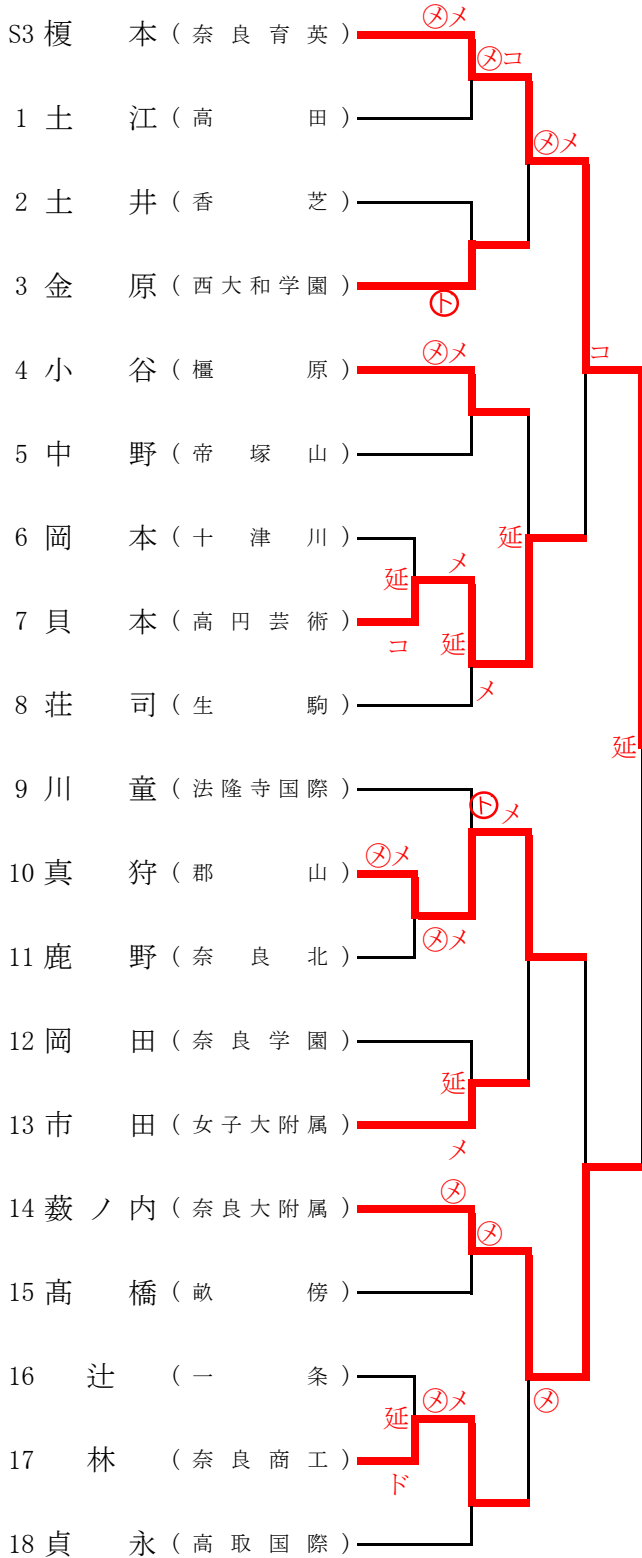 S3 榎本 (奈良育英)
㋱メ
㋱コ
1 土江 (高田)
㋱メ
2 土井 (香芝)
3 金原 (西大和学園)
㋣
コ
4 小谷 (橿原)
㋱メ
5 中野 (帝塚山)
6 岡本 (十津川)
延
メ
延
7 貝本 (高円芸術)
コ
延
8 荘司 (生駒)
メ
延
9 川童 (法隆寺国際)
㋣メ
10 真狩 (郡山)
㋱メ
㋱メ
11 鹿野 (奈良北)
12 岡田 (奈良学園)
延
13 市田 (女子大附属)
メ
14 薮ノ内 (奈良大附属)
㋱
㋱
15 髙橋 (畝傍)
16 辻 (一条)
㋱メ
㋱
延
17 林 (奈良商工)
ド
18 貞永 (高取国際)